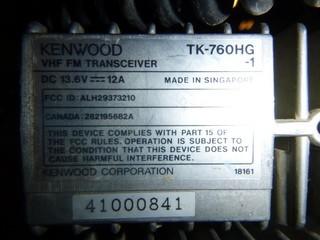 KENWOOD TK-760HG
VHF FM TRANSCEIVER -1
DC 13.6V⎓12A MADE IN SINGAPORE
FCC ID: ALH29373210
CANADA: 282195682A
THIS DEVICE COMPLIES WITH PART 15 OF
THE FCC RULES. OPERATION IS SUBJECT TO
THE CONDITION THAT THIS DEVICE DOES NOT
CAUSE HARMFUL INTERFERENCE.
KENWOOD CORPORATION 18161
41000841